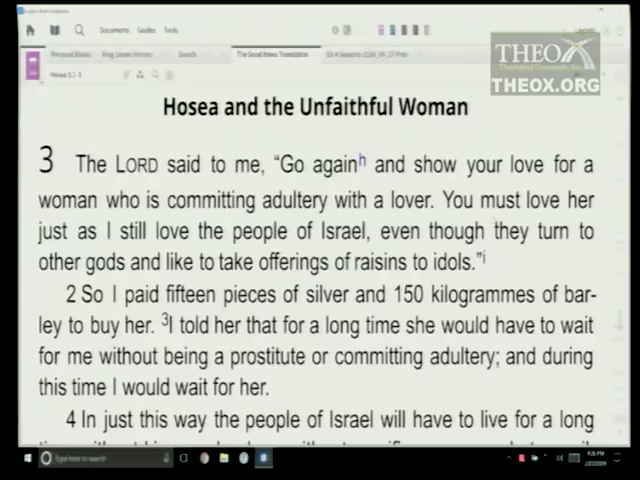 Documents Guides Tools
The Good News Translation
Hosea 3:1-3
THEOX
THEOX.ORG
Hosea and the Unfaithful Woman
3 The LORD said to me, “Go againh and show your love for a
woman who is committing adultery with a lover. You must love her
just as I still love the people of Israel, even though they turn to
other gods and like to take offerings of raisins to idols.”i
2 So I paid fifteen pieces of silver and 150 kilogrammes of bar-
ley to buy her. 3I told her that for a long time she would have to wait
for me without being a prostitute or committing adultery; and during
this time I would wait for her.
4 In just this way the people of Israel will have to live for a long
Type here to search